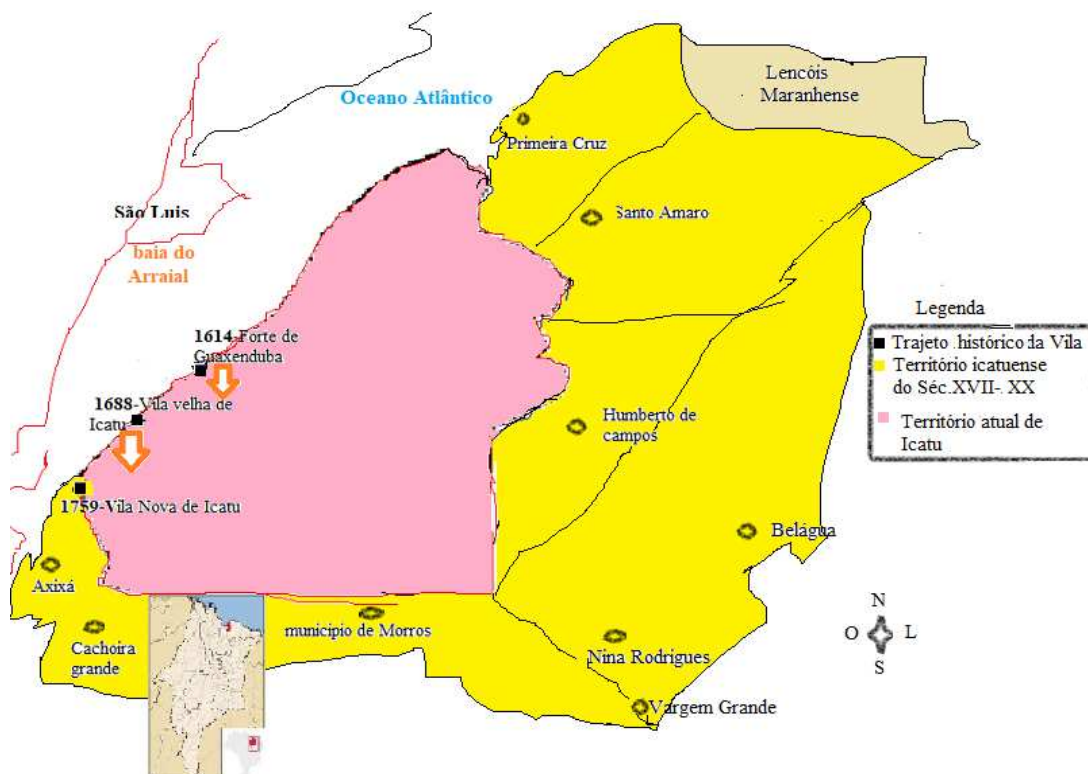 Lencóis
Maranhense
Oceano Atlântico
Primeira Cruz
São Luis
Santo Amaro
baia do
Arraial
Legenda
1614-Forte de
Guaxenduba
Trajeto .histórico da Vila
Território icatuense
do Séc.XVII-. XX
Território atual de
Icatu
1688-Vila velha de
Icatu
Humberto de
campos
1759-Vila Nova de Icatu
Belágua
Axixá
N
O L
S
municipio de Morros
Cachoira
grande
Nina Rodrigues
Vargem Grande